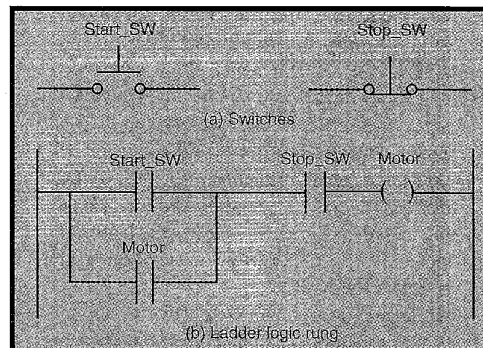 Start_SW Stop_SW
(a) Switches
Start_SW Stop_SW Motor
Motor
(b) Ladder logic rung